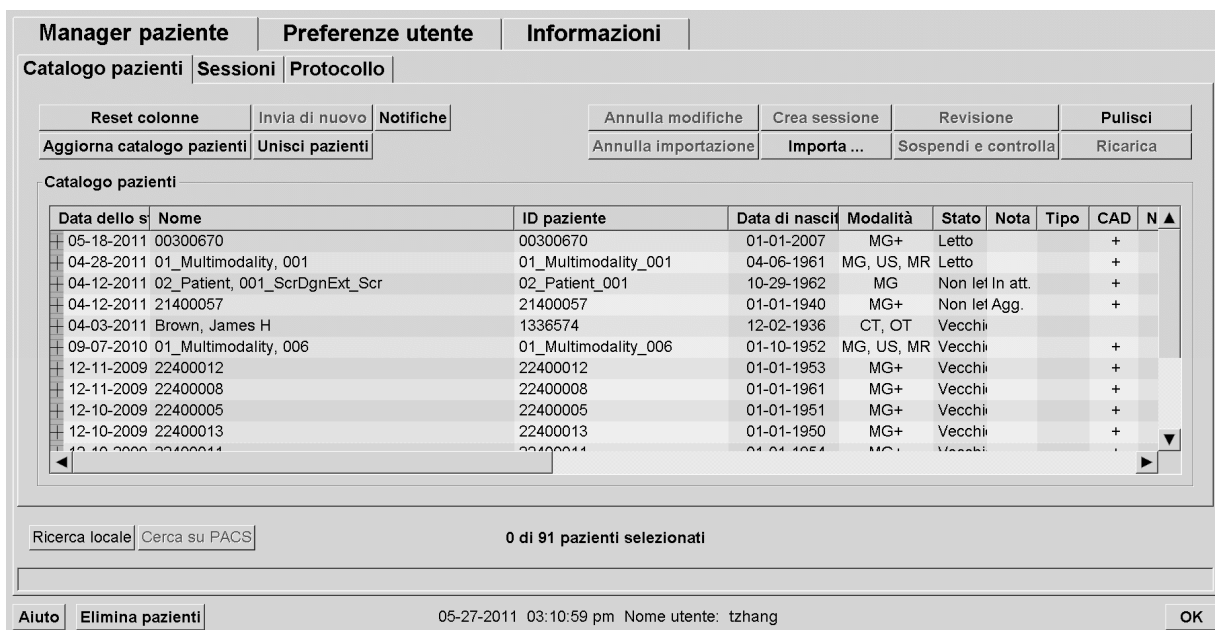 Manager paziente Preferenze utente Informazioni
Catalogo pazienti Sessioni Protocollo
Reset colonne Invia di nuovo Notifiche Annulla modifiche Crea sessione Revisione Pulisci
Aggiorna catalogo pazienti Unisci pazienti Annulla importazione Importa ... Sospendi e controlla Ricarica
Catalogo pazienti
Data dello s Nome ID paziente Data di nascit Modalità Stato Nota Tipo CAD N
05-18-2011 00300670 00300670 01-01-2007 MG+ Letto +
04-28-2011 01_Multimodality, 001 01_Multimodality_001 04-06-1961 MG, US, MR Letto +
04-12-2011 02_Patient, 001_ScrDgnExt_Scr 02_Patient_001 10-29-1962 MG Non let In att. +
04-12-2011 21400057 21400057 01-01-1940 MG+ Non let Agg. +
04-03-2011 Brown, James H 1336574 12-02-1936 CT, OT Vecchi
09-07-2010 01_Multimodality, 006 01_Multimodality_006 01-10-1952 MG, US, MR Vecchi +
12-11-2009 22400012 22400012 01-01-1953 MG+ Vecchi +
12-11-2009 22400008 22400008 01-01-1961 MG+ Vecchi +
12-10-2009 22400005 22400005 01-01-1951 MG+ Vecchi +
12-10-2009 22400013 22400013 01-01-1950 MG+ Vecchi +
Ricerca locale Cerca su PACS 0 di 91 pazienti selezionati
Aiuto Elimina pazienti 05-27-2011 03:10:59 pm Nome utente: tzhang OK